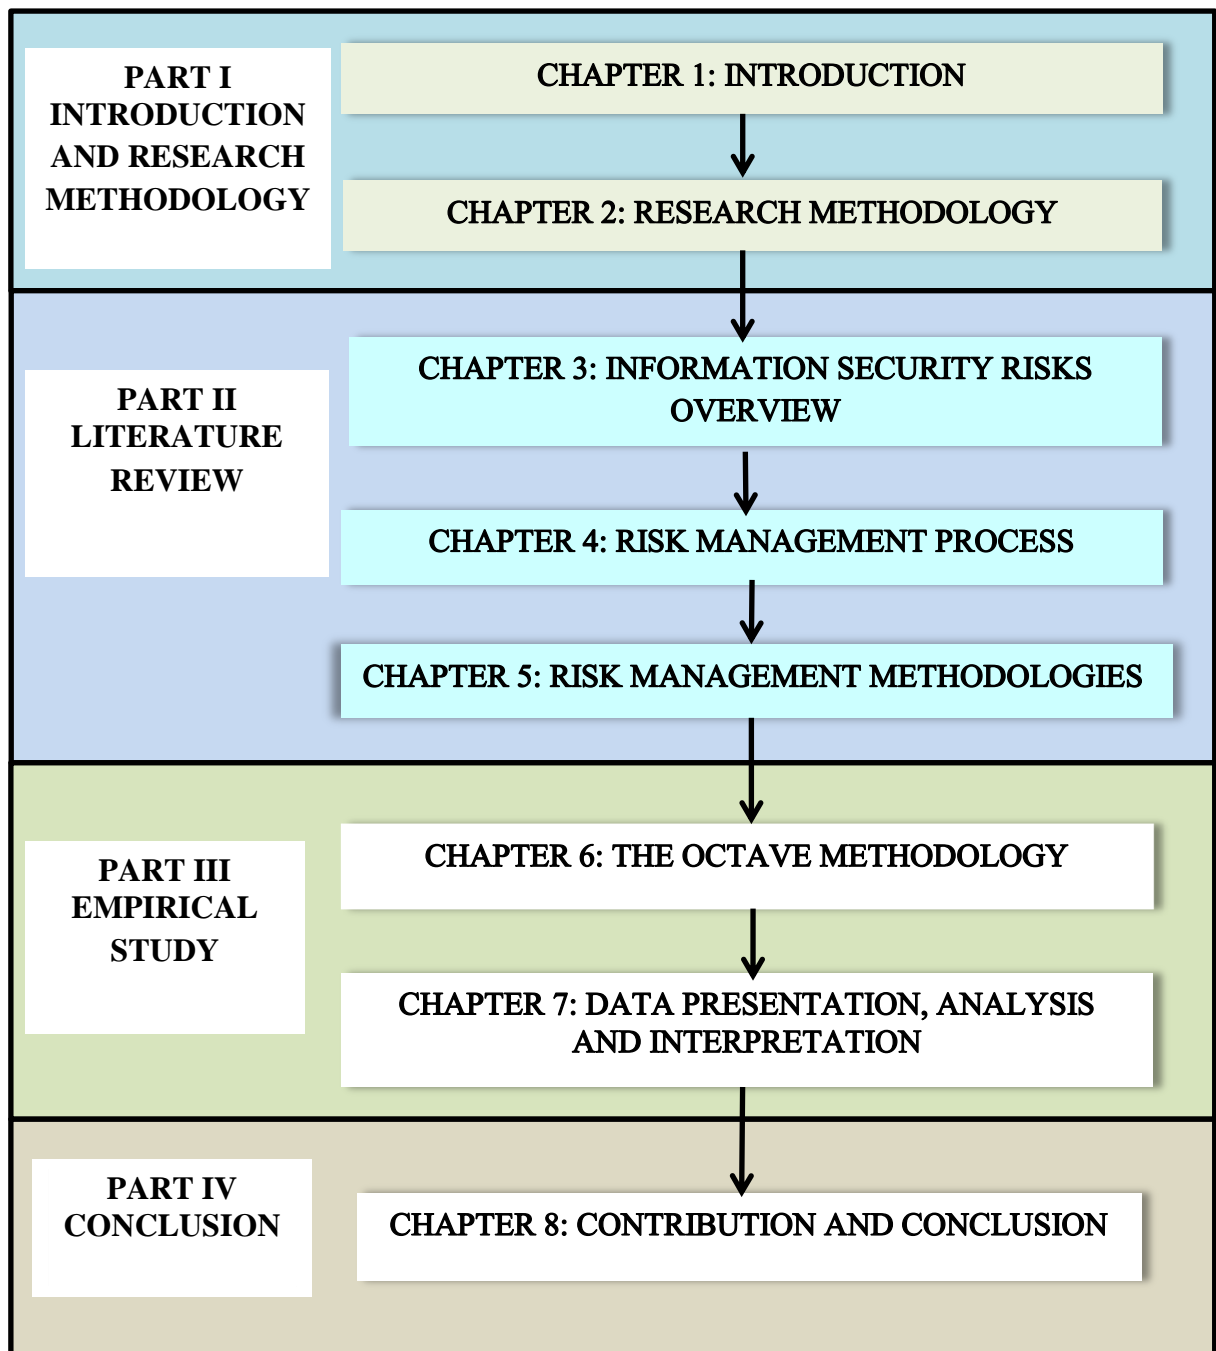 PART I
INTRODUCTION
AND RESEARCH
METHODOLOGY
CHAPTER 1: INTRODUCTION
CHAPTER 2: RESEARCH METHODOLOGY
PART II
LITERATURE
REVIEW
CHAPTER 3: INFORMATION SECURITY RISKS
OVERVIEW
CHAPTER 4: RISK MANAGEMENT PROCESS
CHAPTER 5: RISK MANAGEMENT METHODOLOGIES
PART III
EMPIRICAL
STUDY
CHAPTER 6: THE OCTAVE METHODOLOGY
CHAPTER 7: DATA PRESENTATION, ANALYSIS
AND INTERPRETATION
PART IV
CONCLUSION
CHAPTER 8: CONTRIBUTION AND CONCLUSION